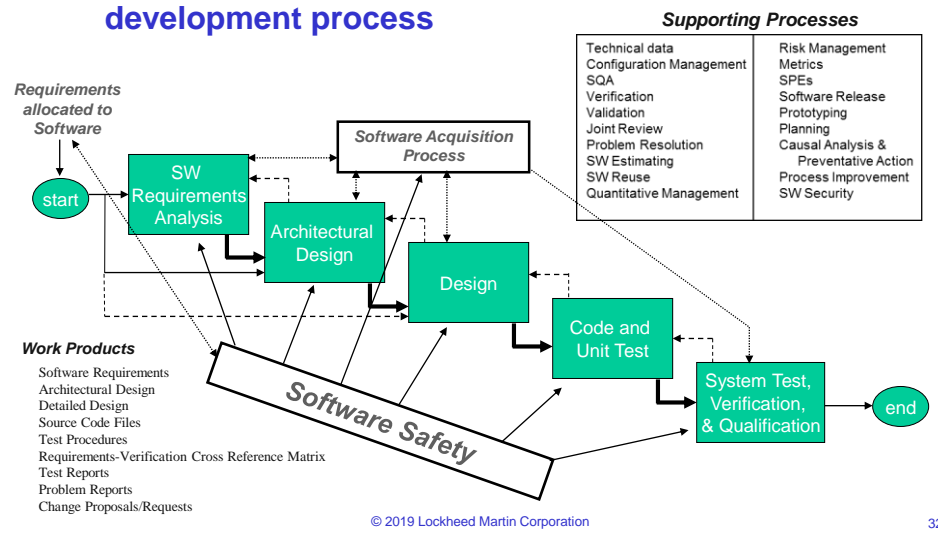 development process
Supporting Processes
Technical data
Configuration Management
SQA
Verification
Validation
Joint Review
Problem Resolution
SW Estimating
SW Reuse
Quantitative Management
Risk Management
Metrics
SPEs
Software Release
Prototyping
Planning
Causal Analysis &
Preventative Action
Process Improvement
SW Security
Requirements
allocated to
Software
Software Acquisition
Process
start
SW
Requirements
Analysis
Architectural
Design
Design
Code and
Unit Test
System Test,
Verification,
& Qualification
end
Software Safety
Work Products
Software Requirements
Architectural Design
Detailed Design
Source Code Files
Test Procedures
Requirements-Verification Cross Reference Matrix
Test Reports
Problem Reports
Change Proposals/Requests
© 2019 Lockheed Martin Corporation
32